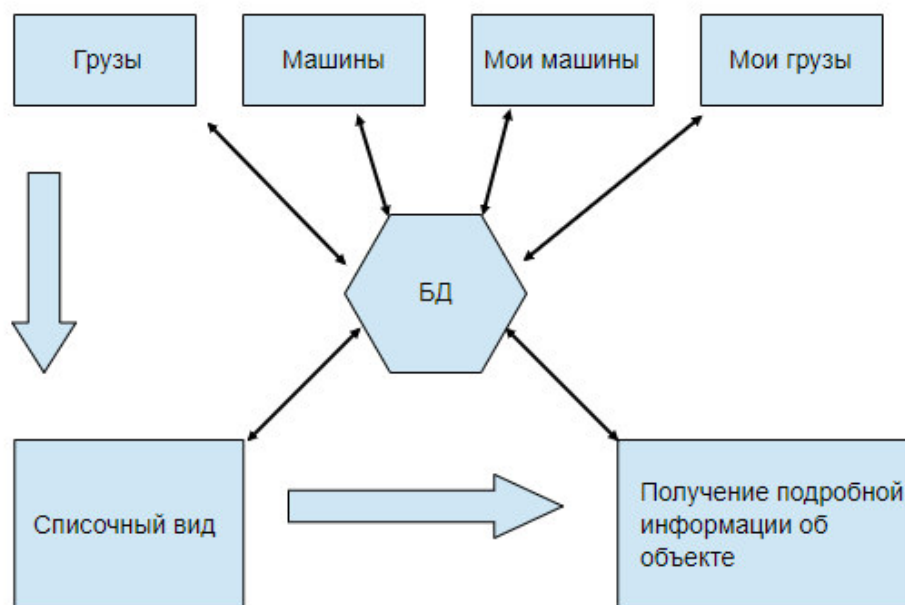 Грузы
Машины
Мои машины
Мои грузы
БД
Списочный вид
Получение подробной
информации об
объекте